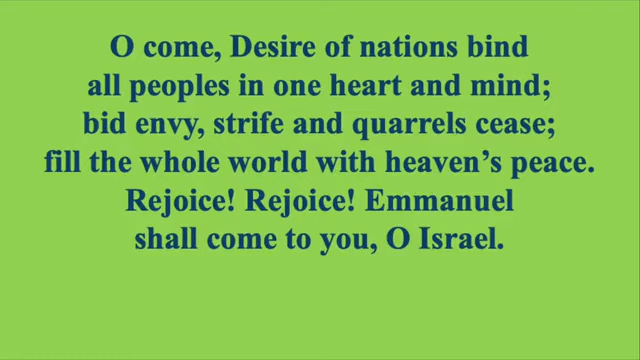 O come, Desire of nations bind
all peoples in one heart and mind;
bid envy, strife and quarrels cease;
fill the whole world with heaven’s peace.
Rejoice! Rejoice! Emmanuel
shall come to you, O Israel.